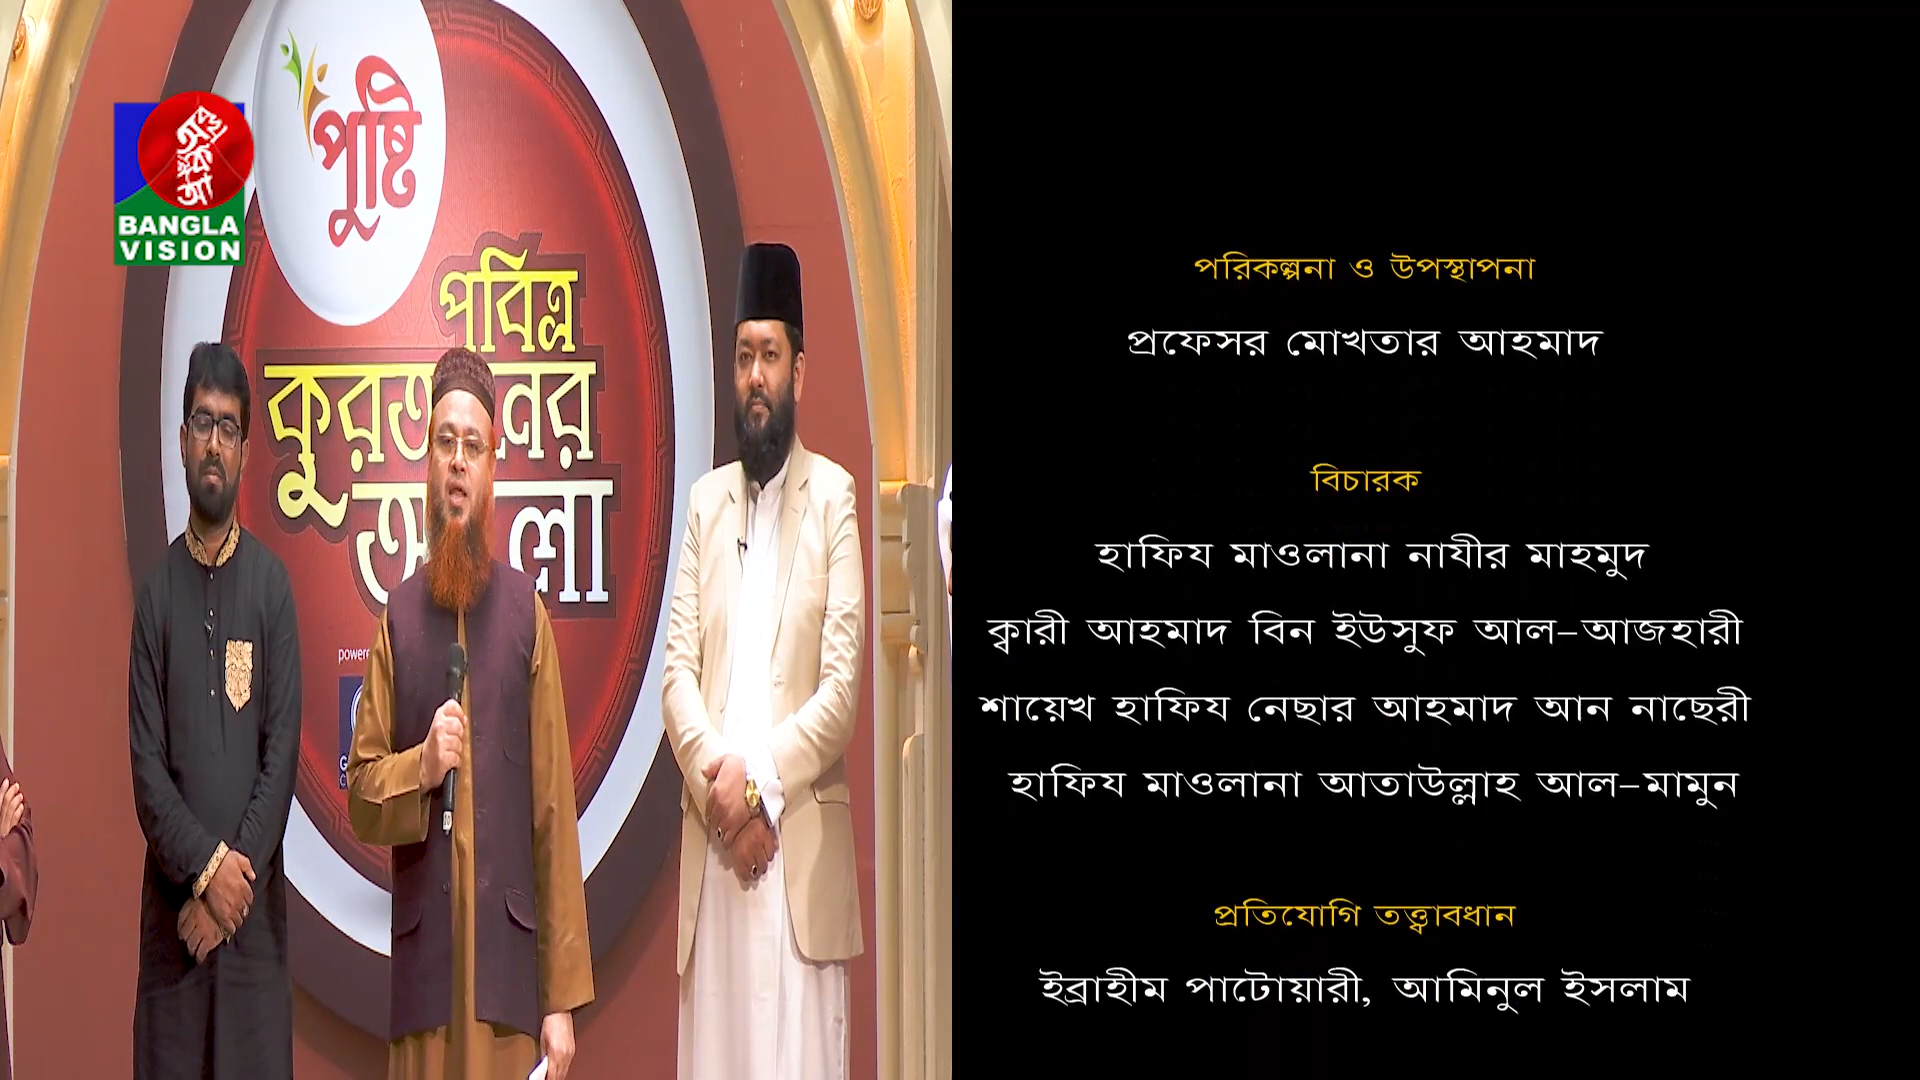 BANGLA
VISION
পুষ্টি
পবিত্র
powere
পরিকল্পনা ও উপস্থাপনা
প্রফেসর মোখতার আহমাদ
বিচারক
হাফিয মাওলানা নাযীর মাহমুদ
ক্বারী আহমাদ বিন ইউসুফ আল-আজহারী
শায়েখ হাফিয নেছার আহমাদ আন নাছেরী
হাফিয মাওলানা আতাউল্লাহ আল-মামুন
প্রতিযোগি তত্ত্বাবধান
ইব্রাহীম পাটোয়ারী, আমিনুল ইসলাম